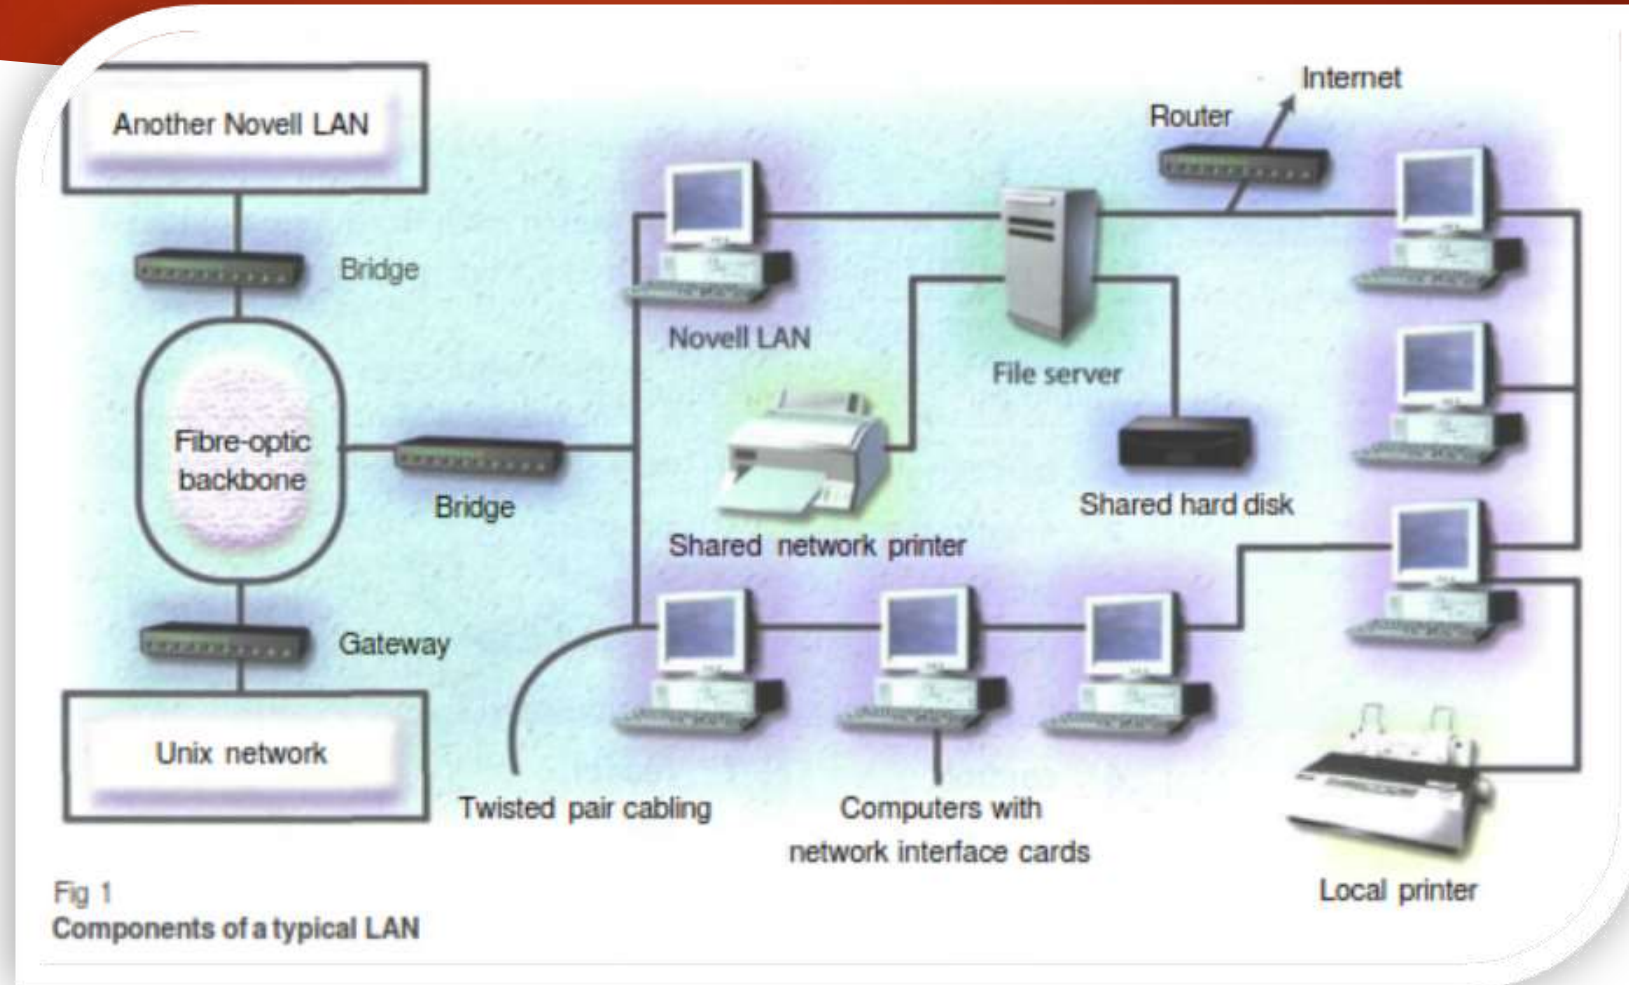 Internet
Router
Another Novell LAN
Bridge
Novell LAN
File server
Fibre-optic
backbone
Bridge
Shared hard disk
Shared network printer
Gateway
Unix network
Twisted pair cabling
Computers with
network interface cards
Local printer
Fig 1
Components of a typical LAN